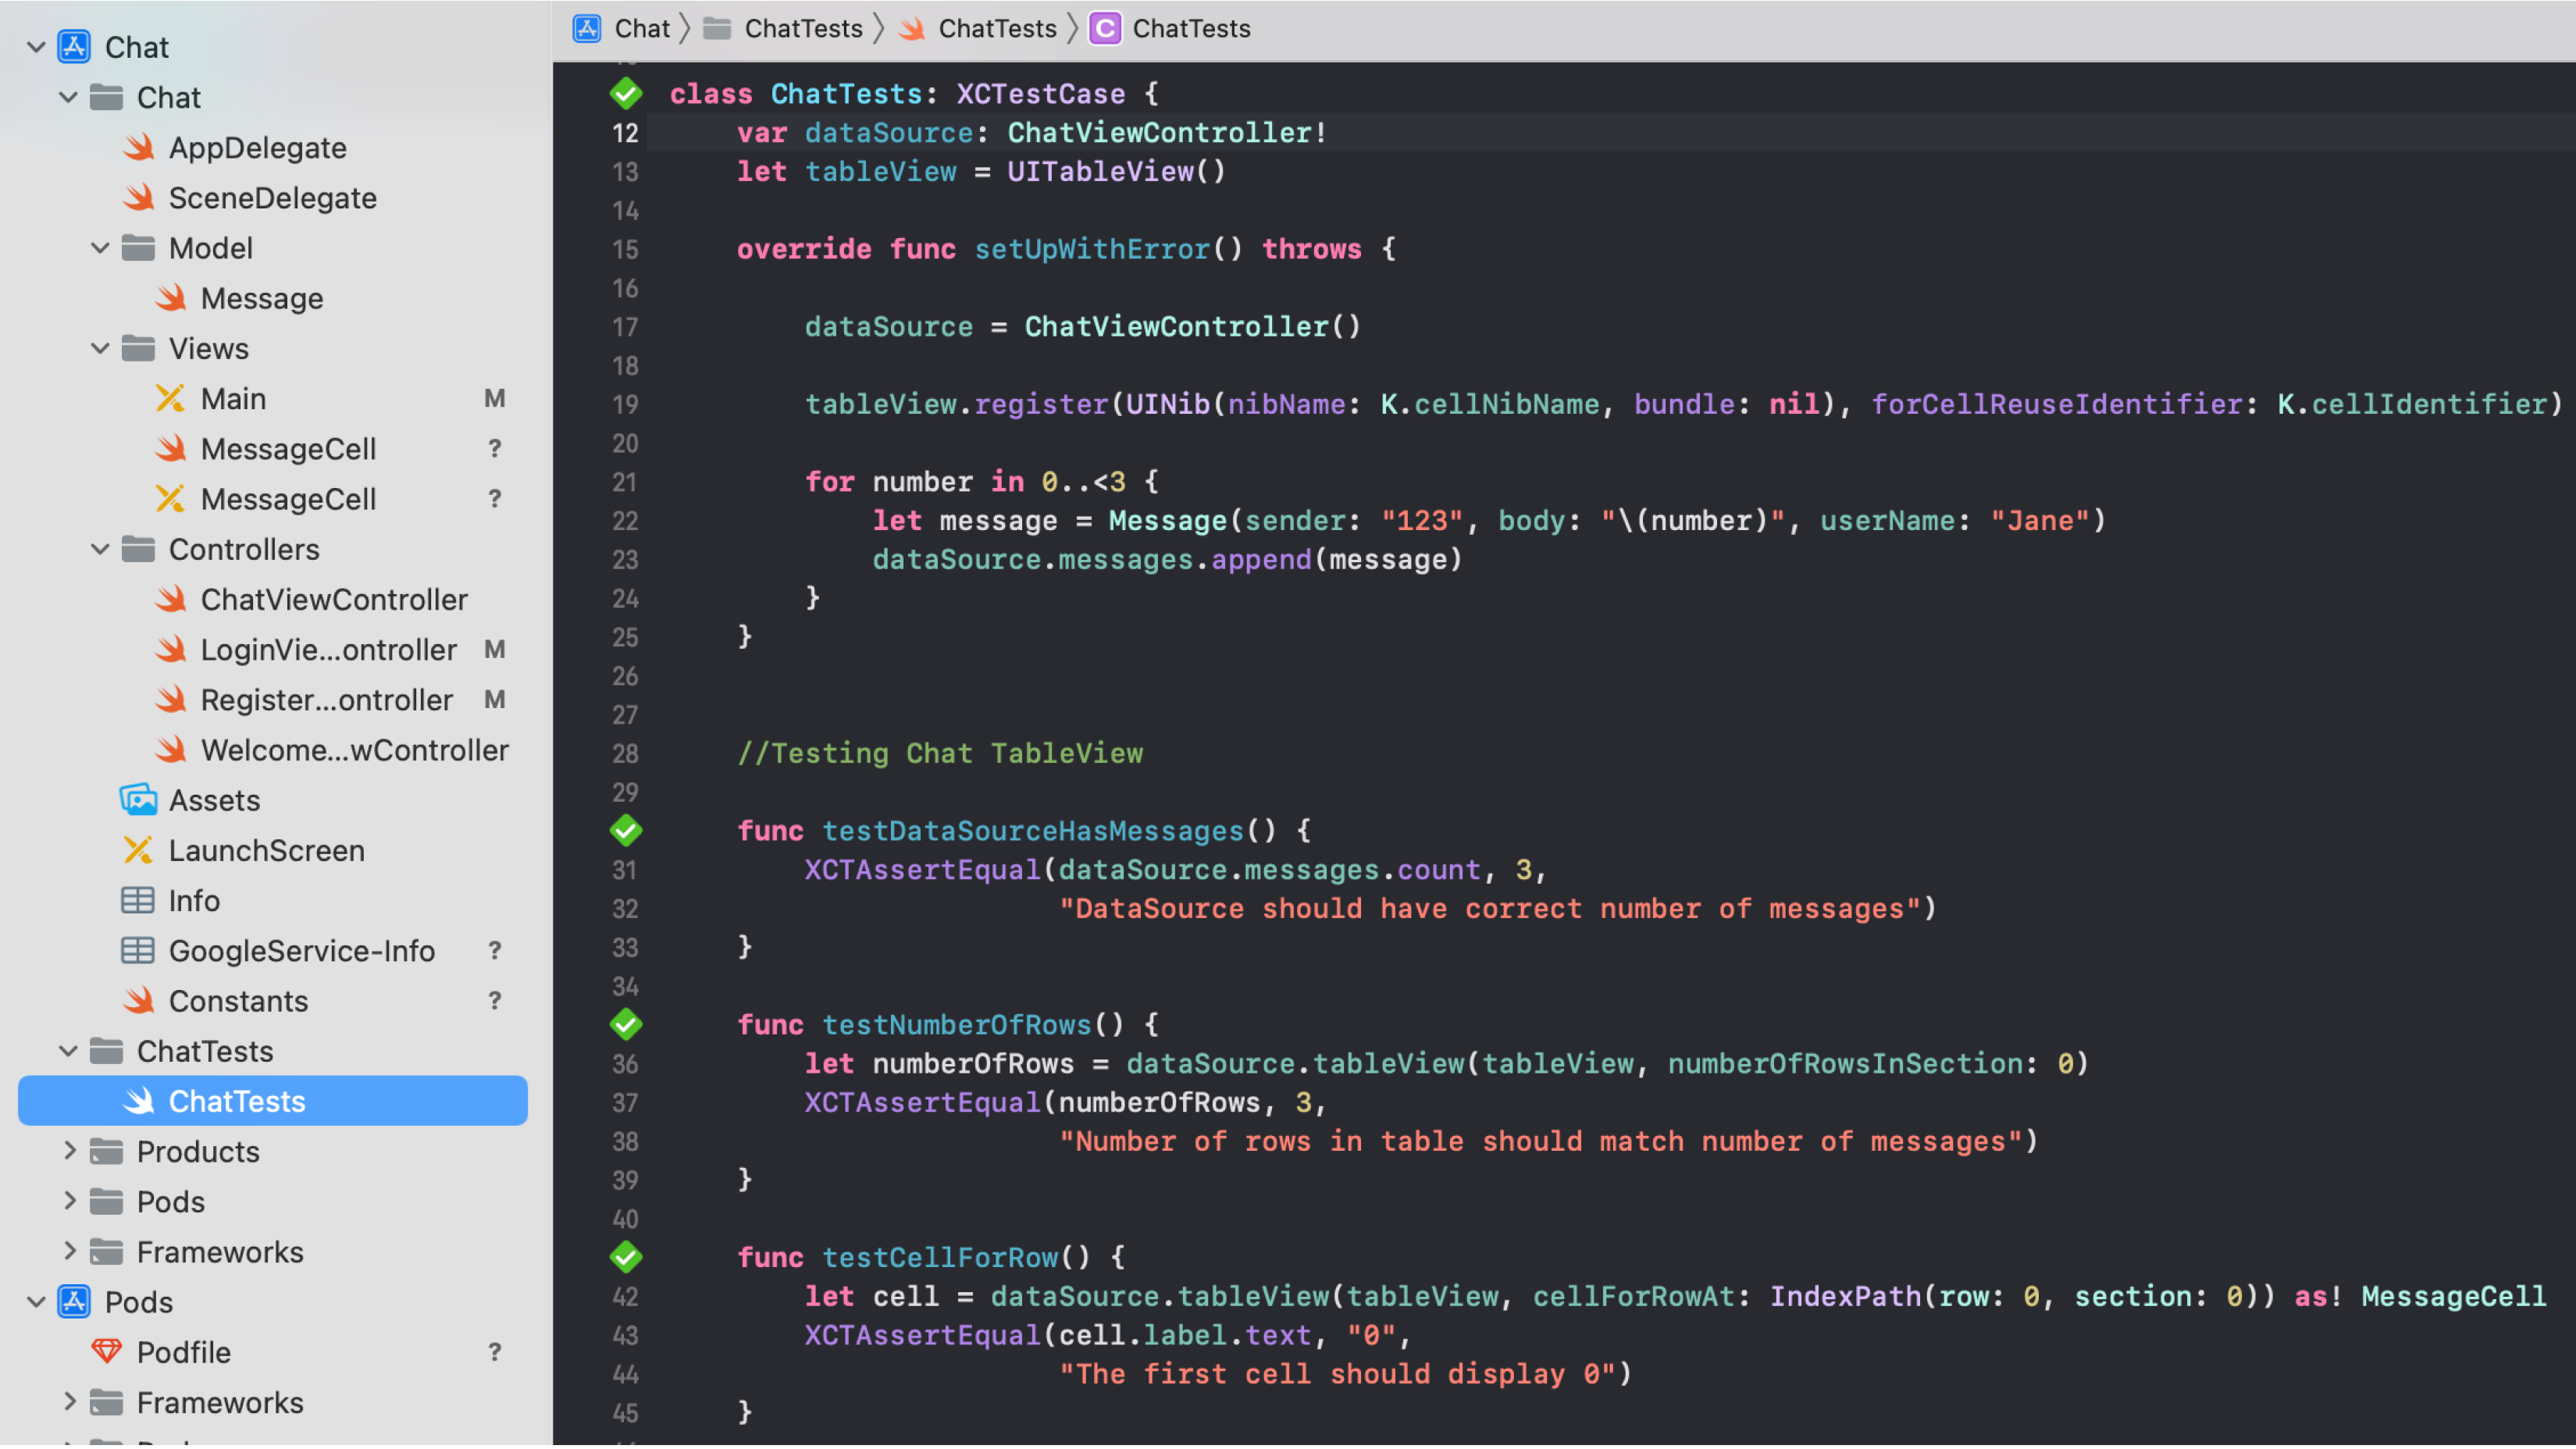 Chat
Chat
AppDelegate
SceneDelegate
Model
Message
Views
Main M
MessageCell ?
MessageCell ?
Controllers
ChatViewController
LoginVie...ontroller M
Register...ontroller M
Welcome...wController
Assets
LaunchScreen
Info
GoogleService-Info ?
Constants ?
ChatTests
ChatTests
Products
Pods
Frameworks
Pods
Podfile ?
Frameworks
Chat 〉 ChatTests 〉 ChatTests 〉 C ChatTests
class ChatTests: XCTestCase {
12 var dataSource: ChatViewController!
13 let tableView = UITableView()
14
15 override func setUpWithError() throws {
16
17 dataSource = ChatViewController()
18
19 tableView.register(UINib(nibName: K.cellNibName, bundle: nil), forCellReuseIdentifier: K.cellIdentifier)
20
21 for number in 0..<3 {
22 let message = Message(sender: "123", body: "\(number)", userName: "Jane")
23 dataSource.messages.append(message)
24 }
25 }
26
27
28 //Testing Chat TableView
29
func testDataSourceHasMessages() {
31 XCTAssertEqual(dataSource.messages.count, 3,
32 "DataSource should have correct number of messages")
33 }
34
func testNumberOfRows() {
36 let numberOfRows = dataSource.tableView(tableView, numberOfRowsInSection: 0)
37 XCTAssertEqual(numberOfRows, 3,
38 "Number of rows in table should match number of messages")
39 }
40
func testCellForRow() {
42 let cell = dataSource.tableView(tableView, cellForRowAt: IndexPath(row: 0, section: 0)) as! MessageCell
43 XCTAssertEqual(cell.label.text, "0",
44 "The first cell should display 0")
45 }